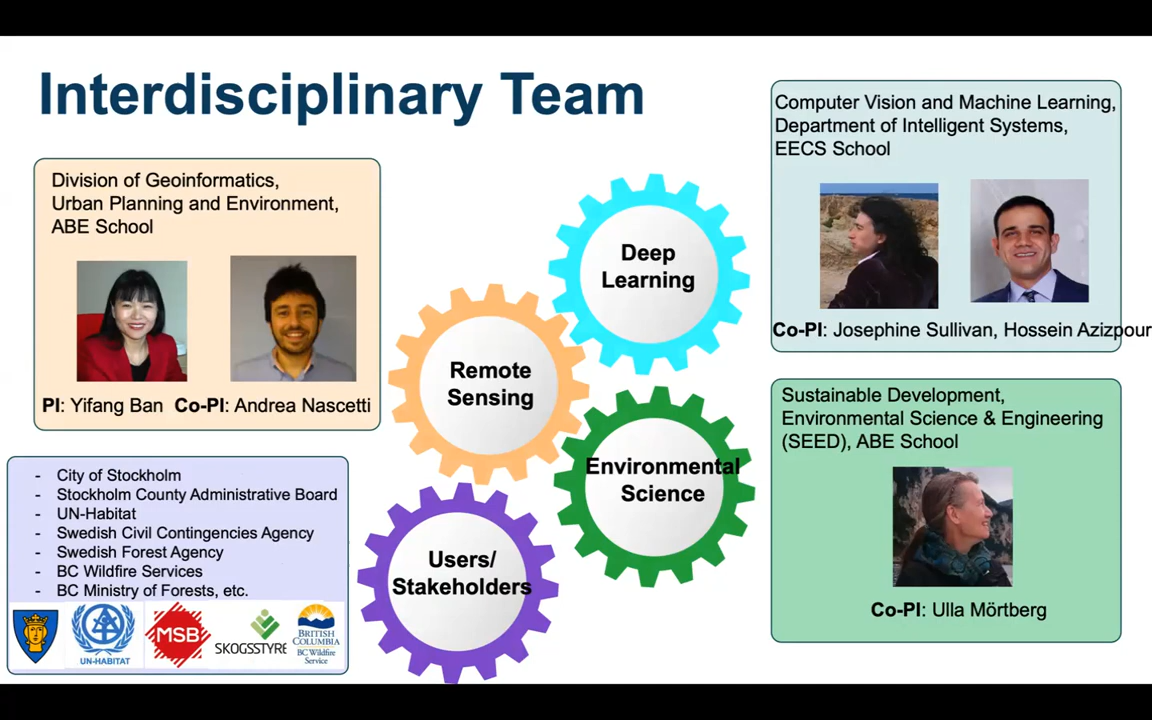 Interdisciplinary Team
Division of Geoinformatics,
Urban Planning and Environment,
ABE School
PI: Yifang Ban  Co-PI: Andrea Nascetti
- City of Stockholm
- Stockholm County Administrative Board
- UN-Habitat
- Swedish Civil Contingencies Agency
- Swedish Forest Agency
- BC Wildfire Services
- BC Ministry of Forests, etc.
UN-HABITAT
MSB
SKOGSSTYRE
BRITISH
COLUMBIA
BC Wildfire
Service
Deep
Learning
Remote
Sensing
Environmental
Science
Users/
Stakeholders
Computer Vision and Machine Learning,
Department of Intelligent Systems,
EECS School
Co-PI: Josephine Sullivan, Hossein Azizpour
Sustainable Development,
Environmental Science & Engineering
(SEED), ABE School
Co-PI: Ulla Mörtberg